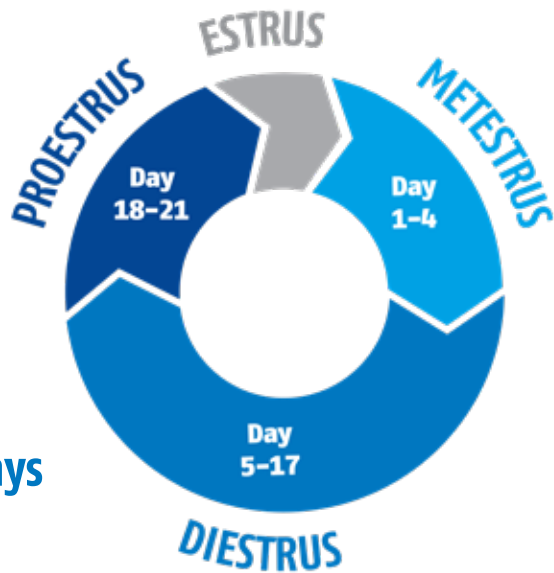 ESTRUS
PROESTRUS
METESTRUS
Day
18–21
Day
1–4
Day
5–17
DIESTRUS